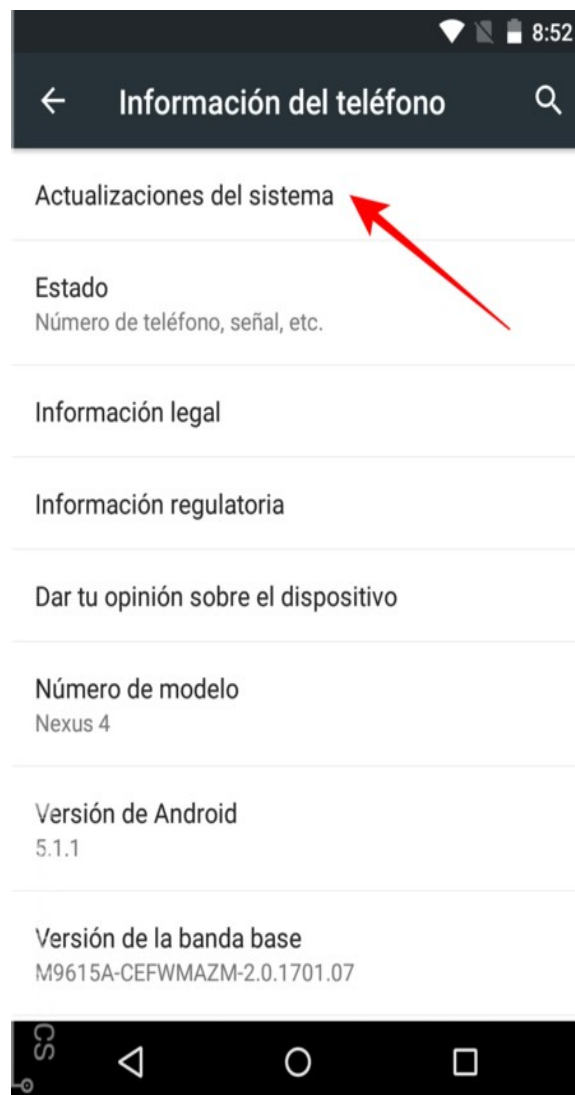 8:52
Información del teléfono
Actualizaciones del sistema
Estado
Número de teléfono, señal, etc.
Información legal
Información regulatoria
Dar tu opinión sobre el dispositivo
Número de modelo
Nexus 4
Versión de Android
5.1.1
Versión de la banda base
M9615A-CEFWMAZM-2.0.1701.07
CS